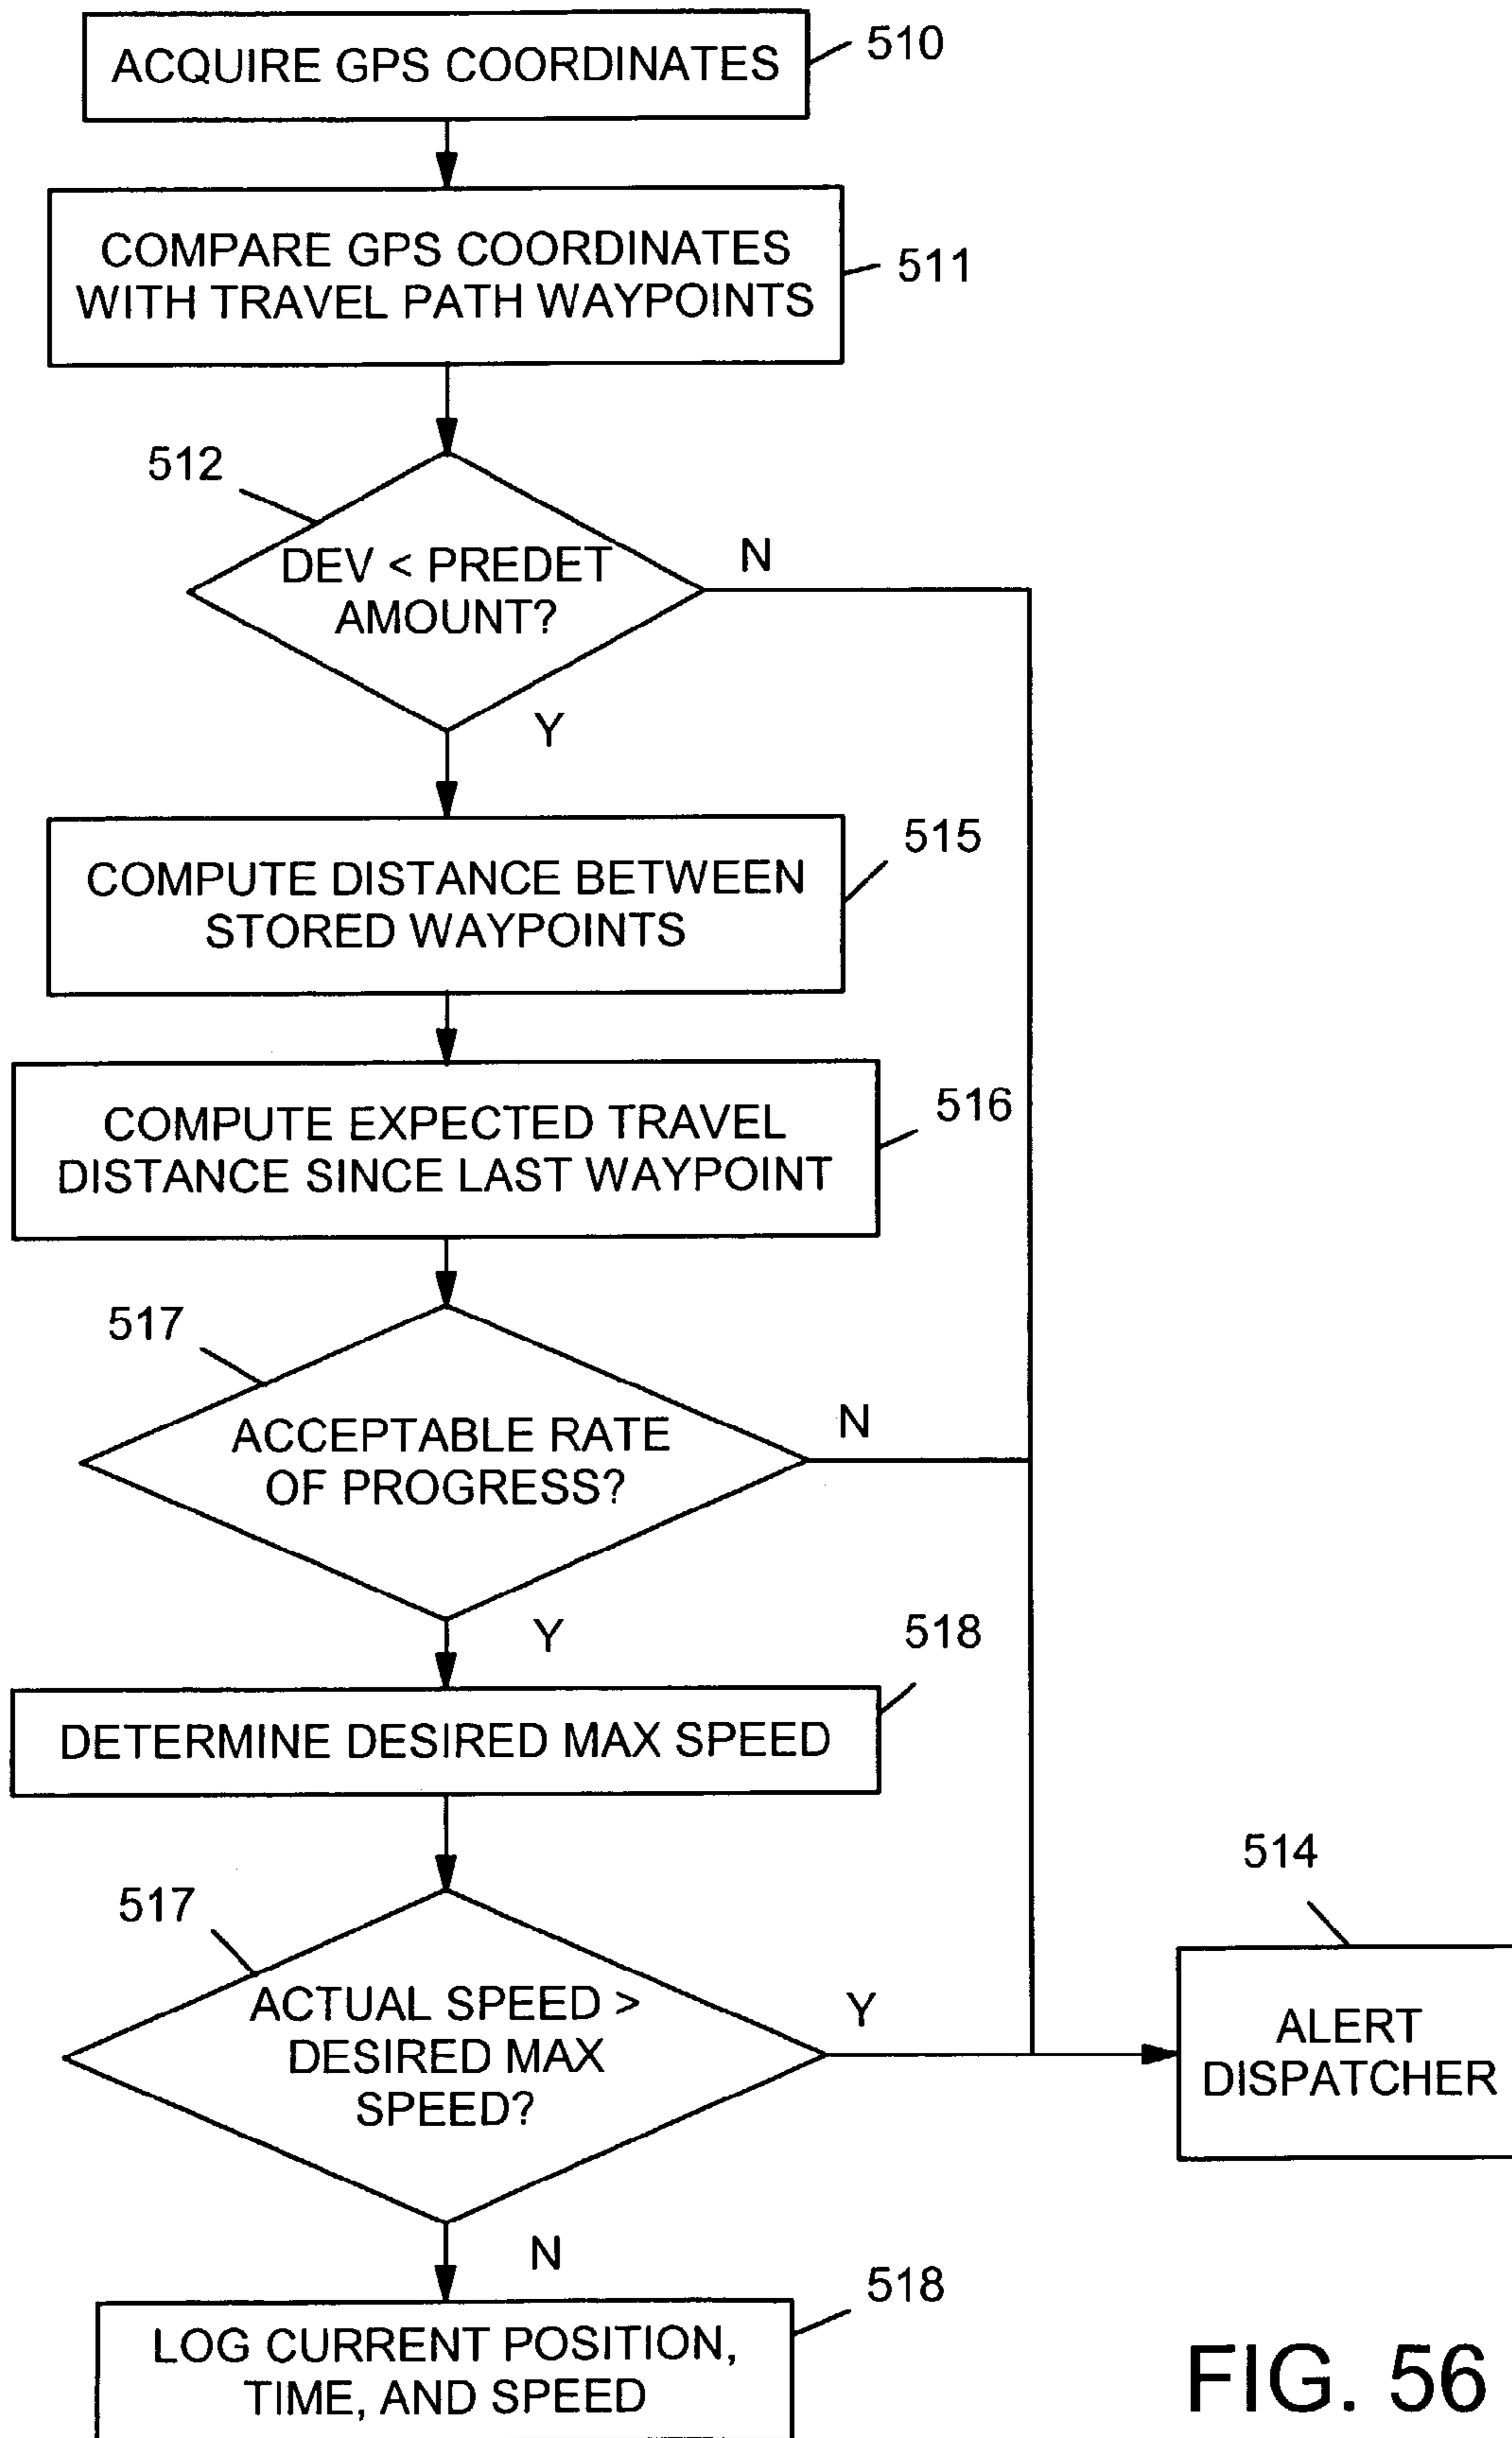 ACQUIRE GPS COORDINATES
510
COMPARE GPS COORDINATES
WITH TRAVEL PATH WAYPOINTS
511
512
DEV < PREDET
AMOUNT?
N
Y
COMPUTE DISTANCE BETWEEN
STORED WAYPOINTS
515
COMPUTE EXPECTED TRAVEL
DISTANCE SINCE LAST WAYPOINT
516
517
ACCEPTABLE RATE
OF PROGRESS?
N
Y
518
DETERMINE DESIRED MAX SPEED
517
ACTUAL SPEED >
DESIRED MAX
SPEED?
Y
514
ALERT
DISPATCHER
N
518
LOG CURRENT POSITION,
TIME, AND SPEED
FIG. 56